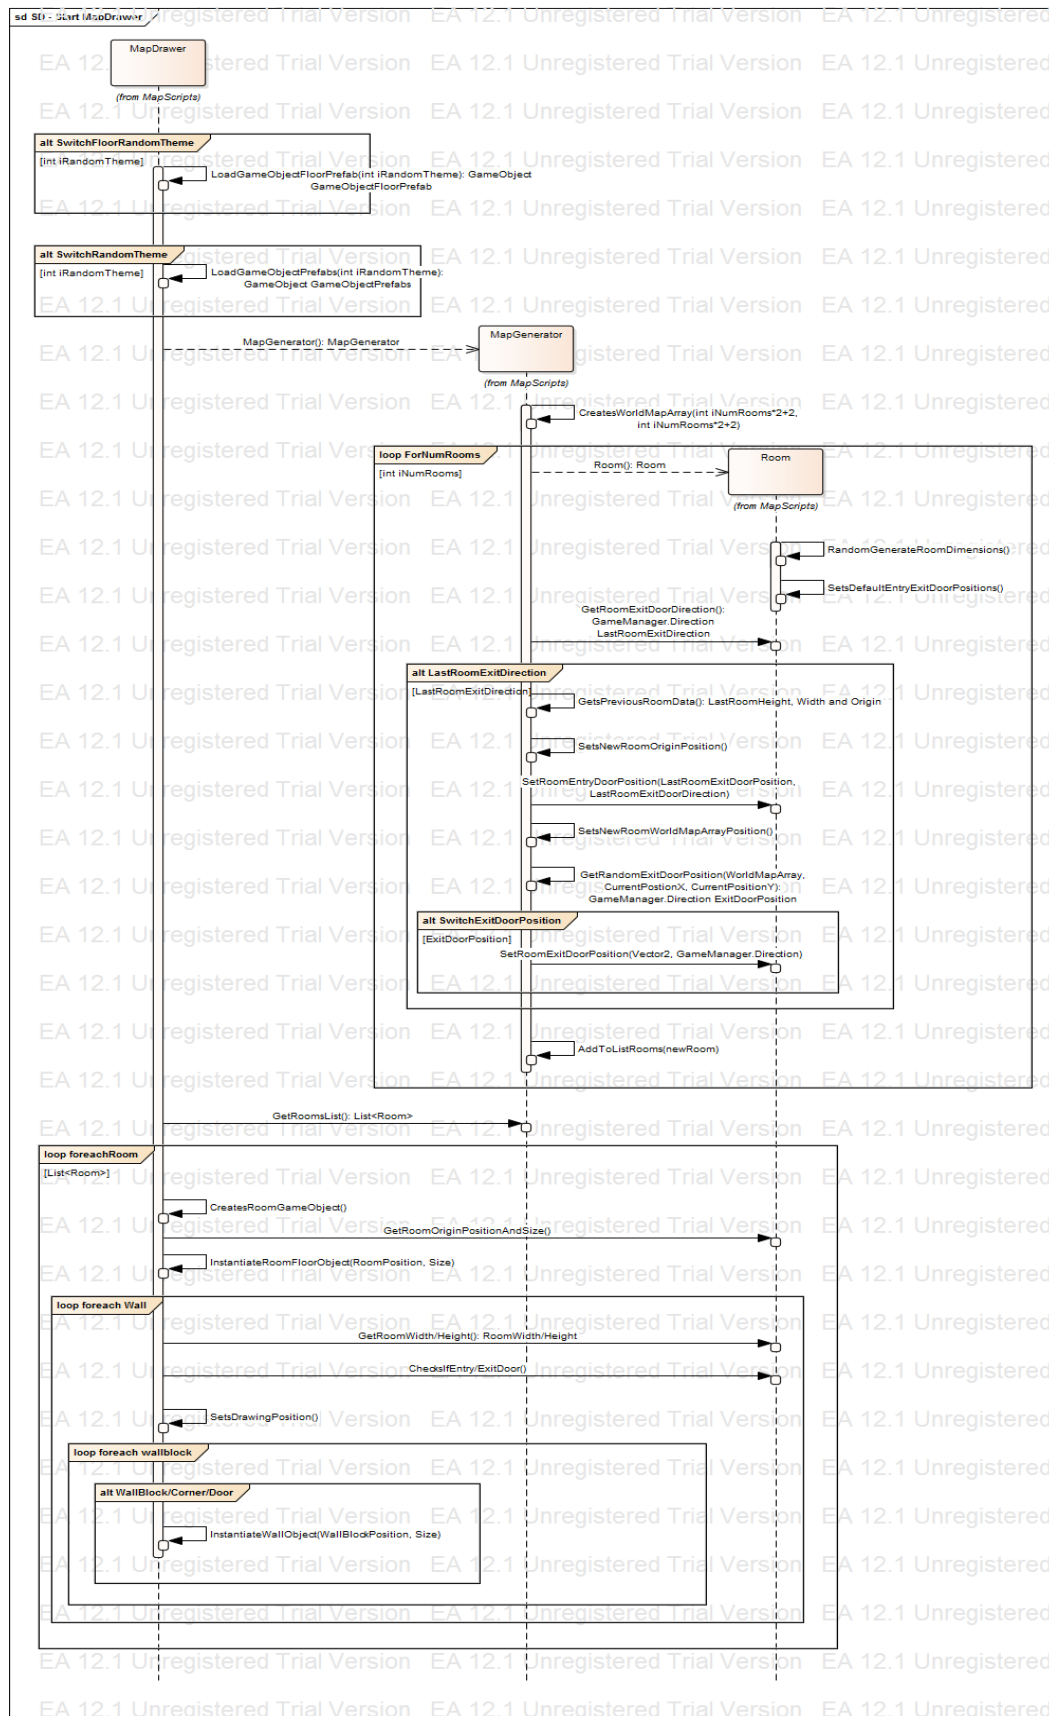 sd SD - Start MapDrawer
MapDrawer
(from MapScripts)
alt SwitchFloorRandomTheme
[int iRandomTheme]
LoadGameObjectFloorPrefab(int iRandomTheme): GameObject
GameObjectFloorPrefab
alt SwitchRandomTheme
[int iRandomTheme]
LoadGameObjectPrefabs(int iRandomTheme):
GameObject GameObjectPrefabs
MapGenerator(): MapGenerator
MapGenerator
(from MapScripts)
CreatesWorldMapArray(int iNumRooms*2+2,
int iNumRooms*2+2)
loop ForNumRooms
[int iNumRooms]
Room(): Room
Room
(from MapScripts)
RandomGenerateRoomDimensions()
SetsDefaultEntryExitDoorPositions()
GetRoomExitDoorDirection():
GameManager.Direction
LastRoomExitDirection
alt LastRoomExitDirection
[LastRoomExitDirection]
GetsPreviousRoomData(): LastRoomHeight, Width and Origin
SetsNewRoomOriginPosition()
SetRoomEntryDoorPosition(LastRoomExitDoorPosition,
LastRoomExitDoorDirection)
SetsNewRoomWorldMapArrayPosition()
GetRandomExitDoorPosition(WorldMapArray,
CurrentPostionX, CurrentPositionY):
GameManager.Direction ExitDoorPosition
alt SwitchExitDoorPosition
[ExitDoorPosition]
SetRoomExitDoorPosition(Vector2, GameManager.Direction)
AddToListRooms(newRoom)
GetRoomsList(): List<Room>
loop foreachRoom
[List<Room>]
CreatesRoomGameObject()
GetRoomOriginPositionAndSize()
InstantiateRoomFloorObject(RoomPosition, Size)
loop foreach Wall
GetRoomWidth/Height(): RoomWidth/Height
ChecksIfEntry/ExitDoor()
SetsDrawingPosition()
loop foreach wallblock
alt WallBlock/Corner/Door
InstantiateWallObject(WallBlockPosition, Size)